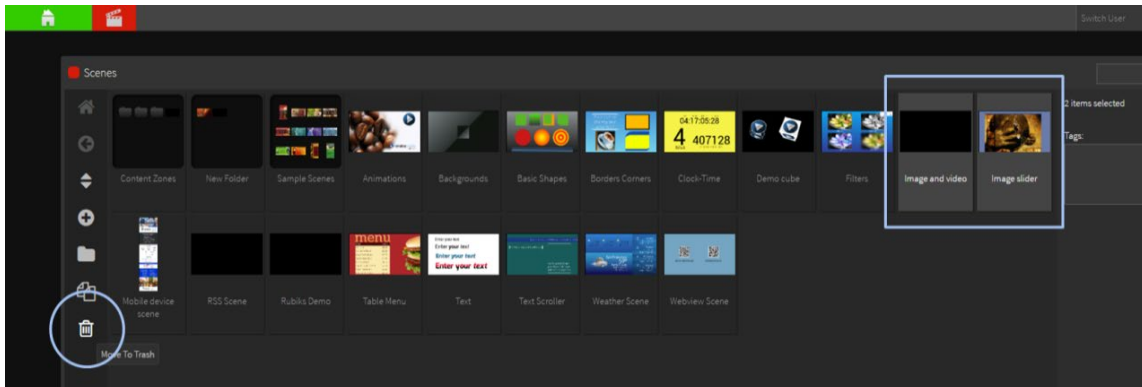 Switch User
Scenes
2 items selected
Tags:
04:17:05:28
4 407128
Content Zones
New Folder
Sample Scenes
Animations
Backgrounds
Basic Shapes
Borders Corners
Clock-Time
Demo cube
Filters
Image and video
Image slider
menu
Enter your text
Enter your text
Enter your text
Enter your text
Mobile device
scene
RSS Scene
Rubiks Demo
Table Menu
Text
Text Scroller
Weather Scene
Webview Scene
Move To Trash